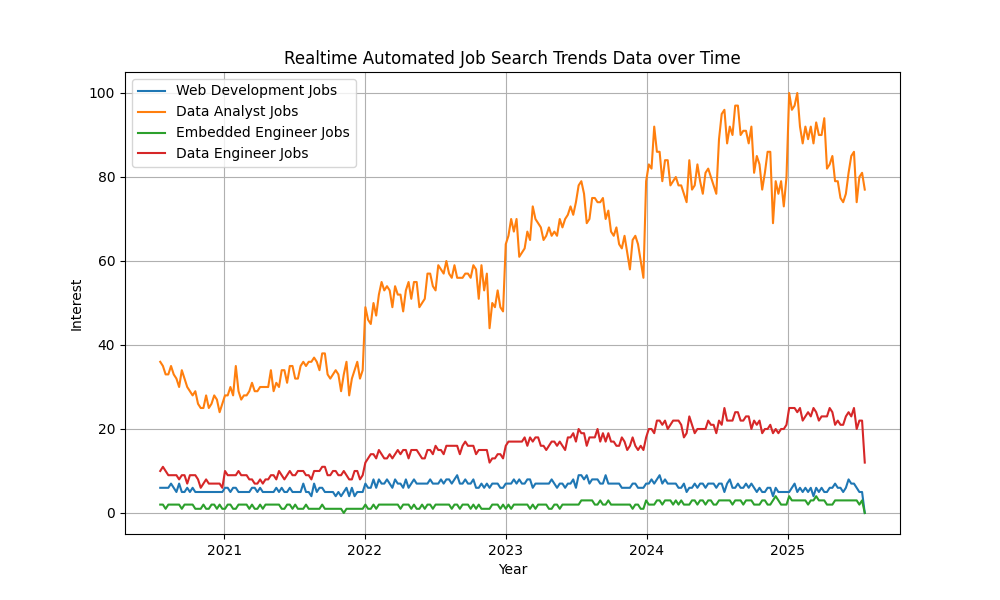 Realtime Automated Job Search Trends Data over Time
Web Development Jobs
Data Analyst Jobs
Embedded Engineer Jobs
Data Engineer Jobs
100
80
60
40
20
0
Interest
2021 2022 2023 2024 2025
Year